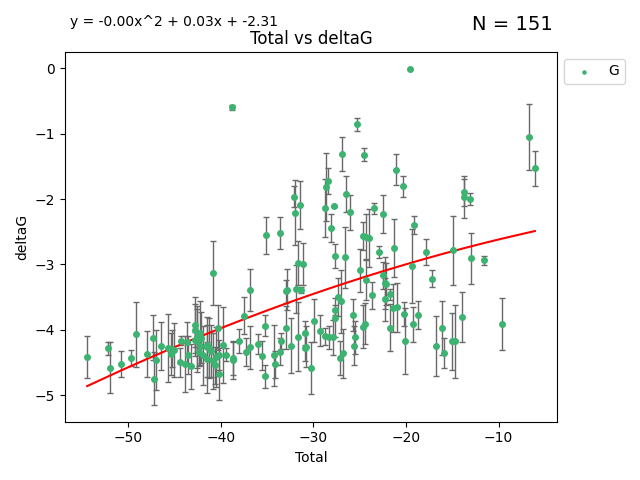 y = -0.00x^2 + 0.03x + -2.31
N = 151
Total vs deltaG
G
0
−1
−2
−3
−4
−5
deltaG
−50
−40
−30
−20
−10
Total